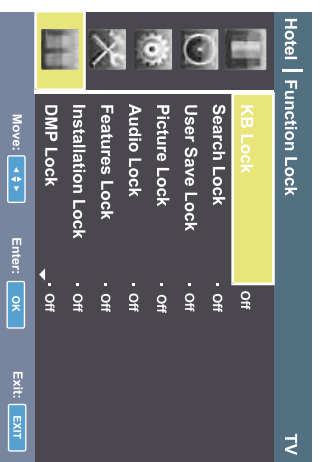 Hotel | Function Lock TV
KB Lock Off
Search Lock · Off
User Save Lock · Off
Picture Lock · Off
Audio Lock · Off
Features Lock · Off
Installation Lock · Off
DMP Lock · Off
Move: Enter: OK Exit: EXIT